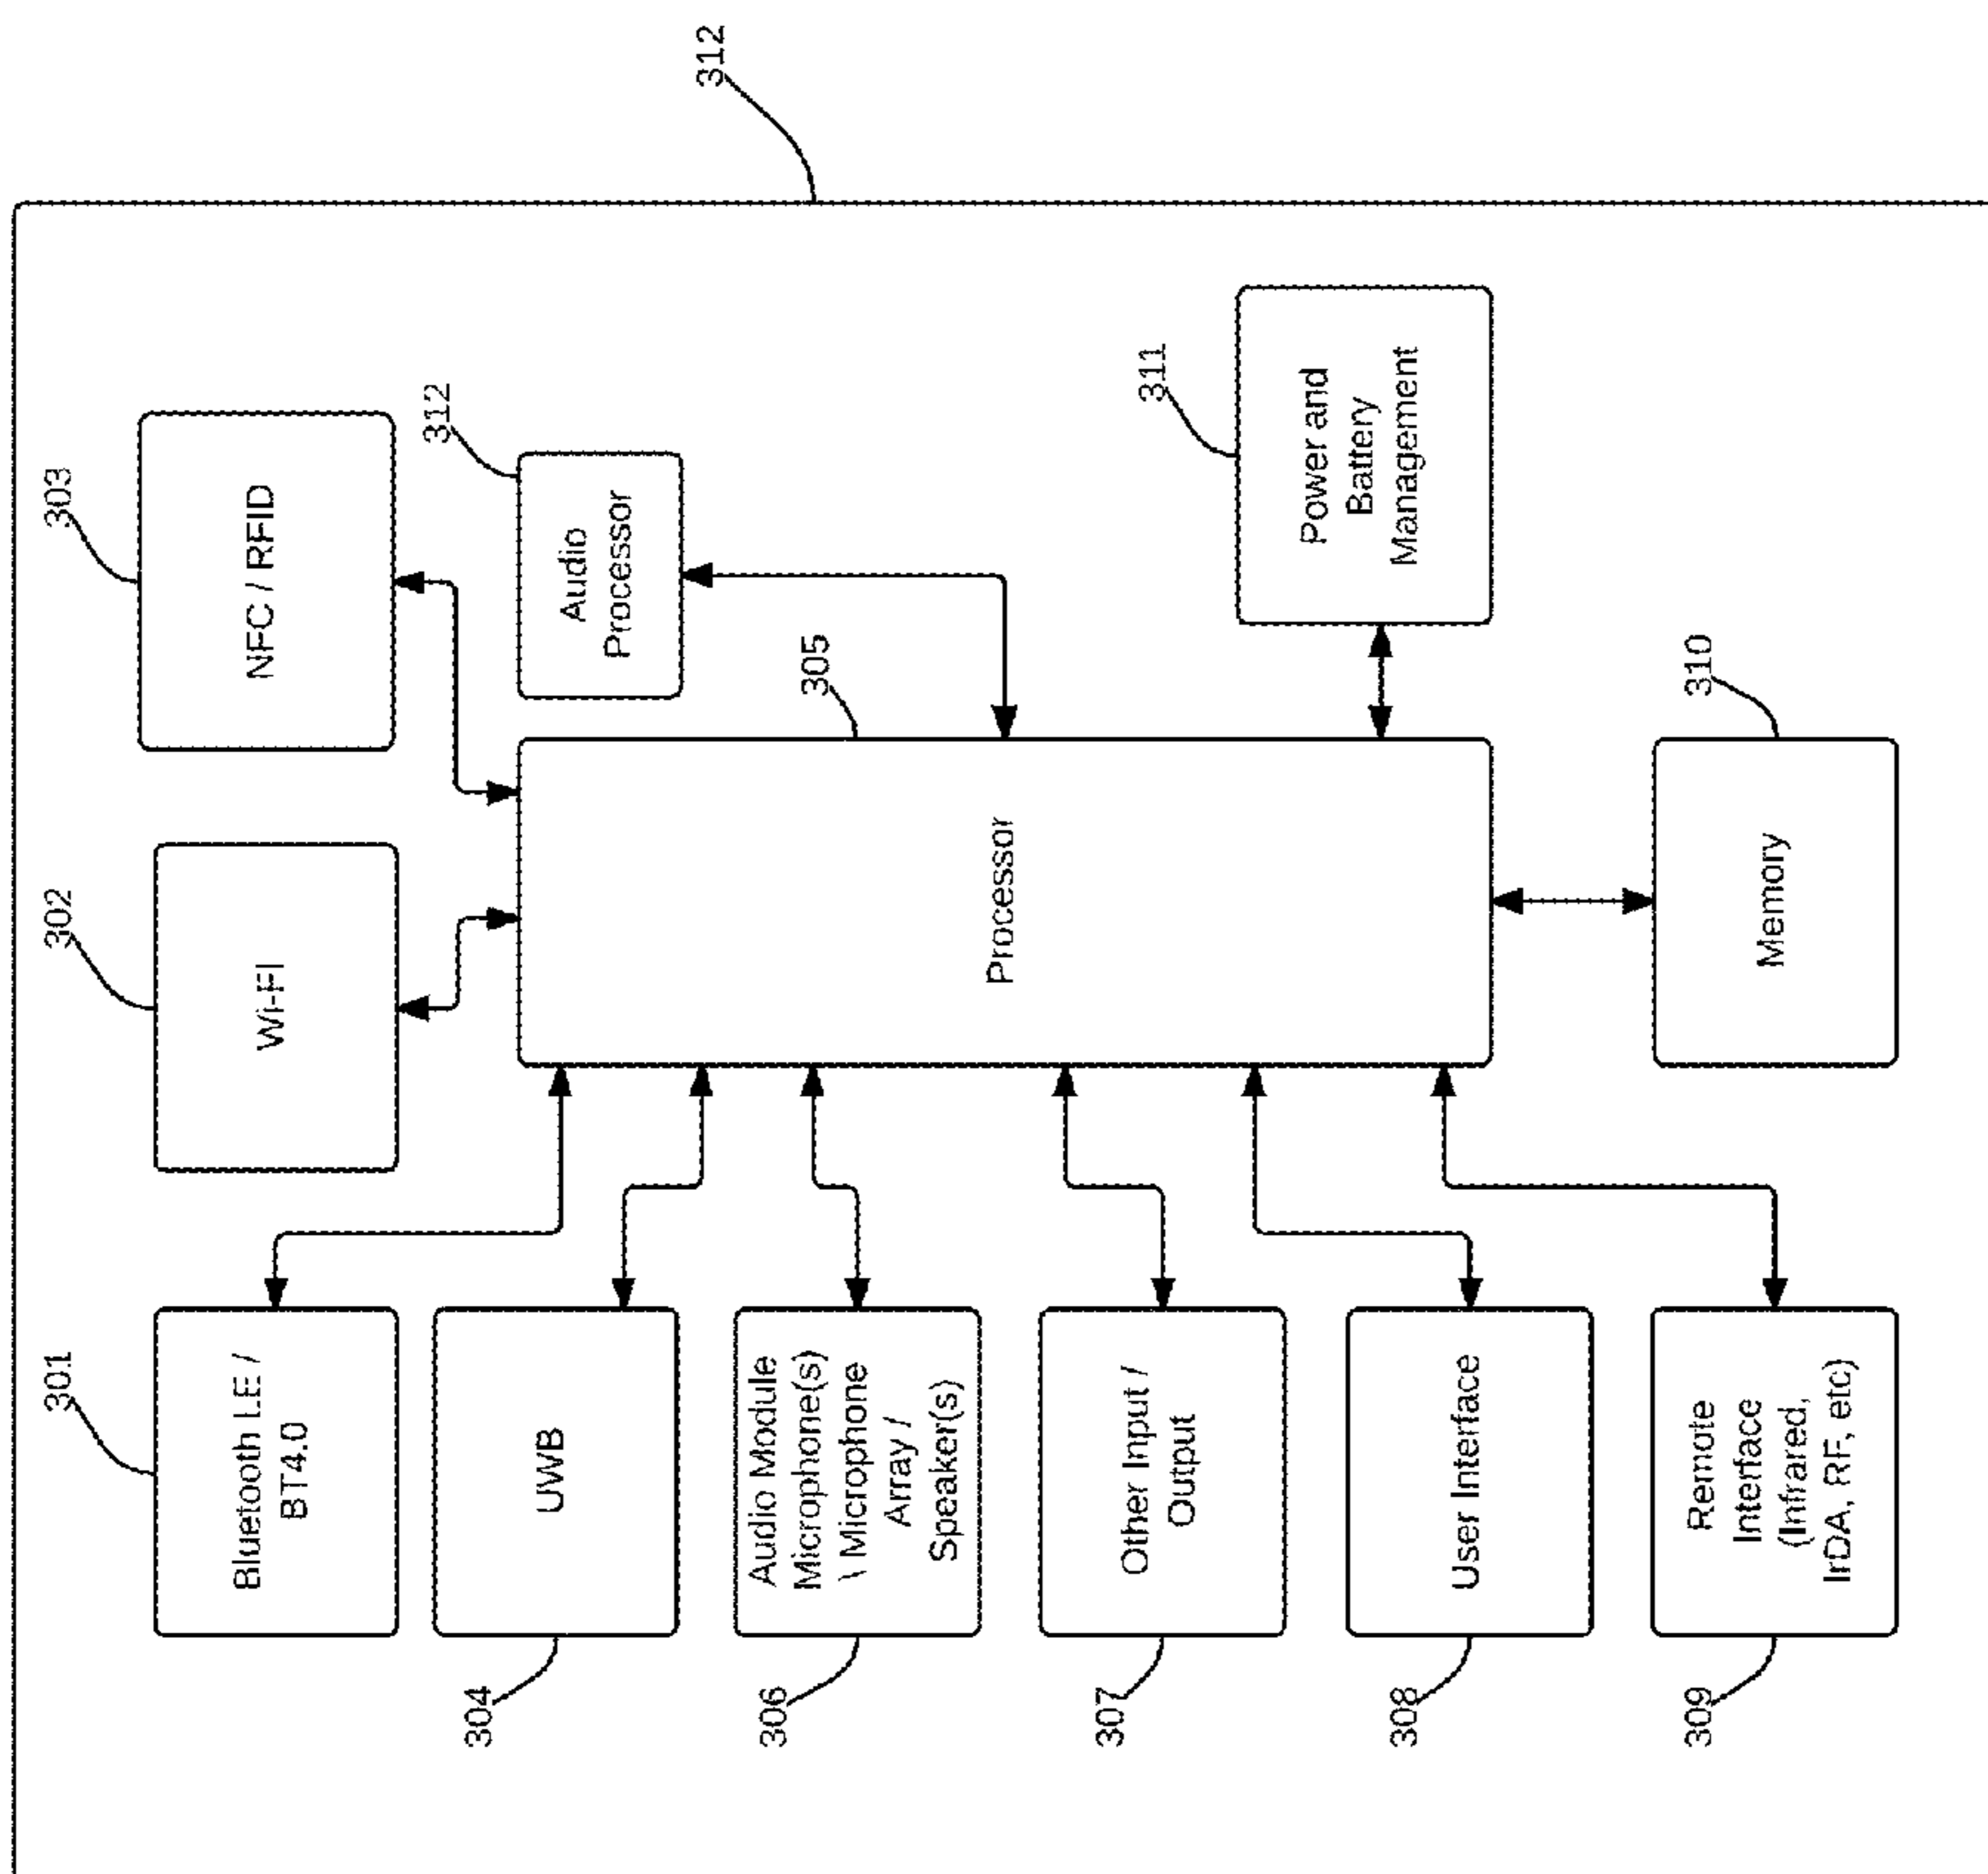 312
303
NFC / RFID
312
Audio
Processor
311
Power and
Battery
Management
302
Wi-FI
305
Processor
310
Memory
301
Bluetooth LE /
BT4.0
304
UWB
306
Audio Module
Microphone(s)
\ Microphone
Array /
Speaker(s)
307
Other Input /
Output
308
User Interface
309
Remote
Interface
(Infrared,
IrDA, RF, etc)